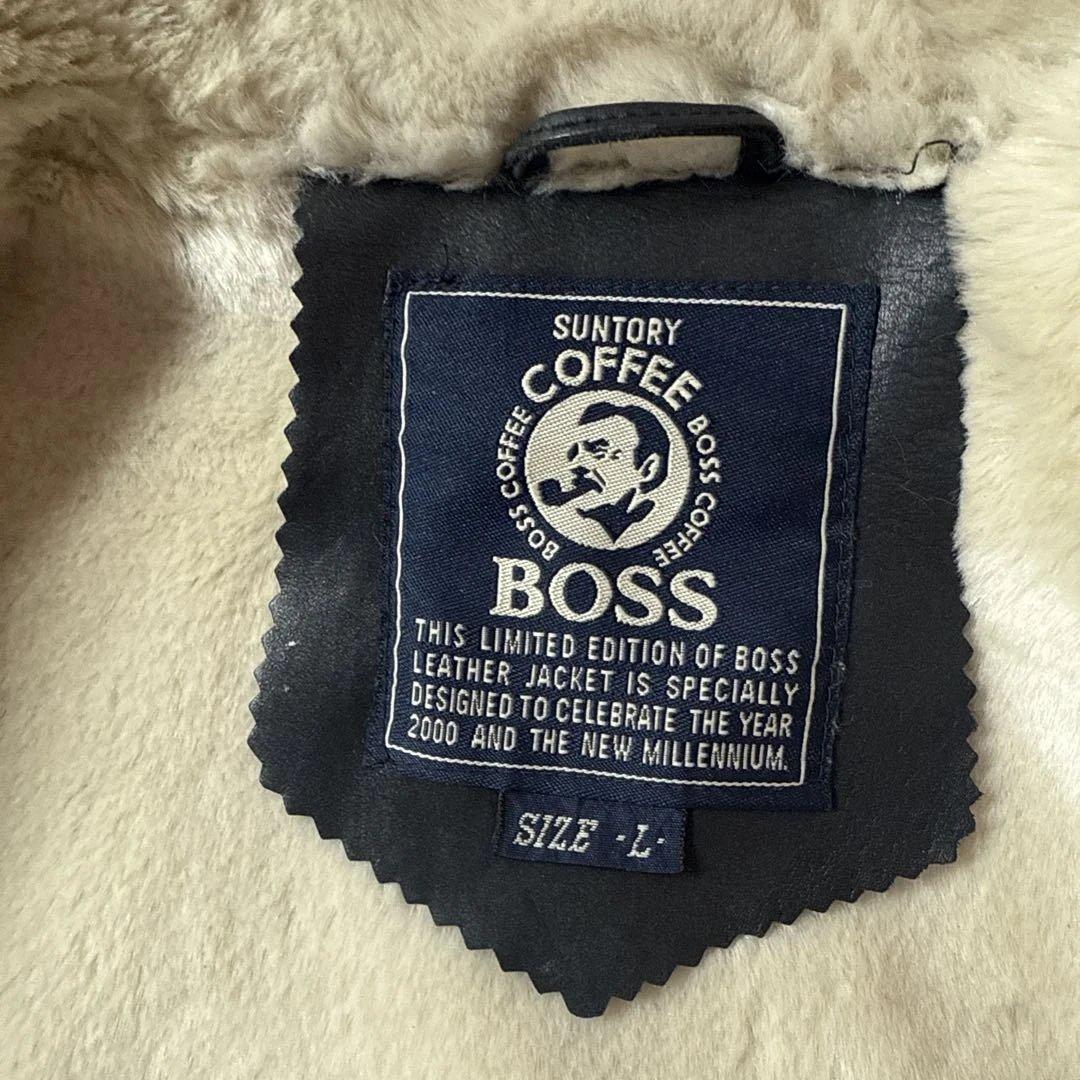 SUNTORY
COFFEE
BOSS COFFEE
BOSS COFFEE
BOSS
THIS LIMITED EDITION OF BOSS
LEATHER JACKET IS SPECIALLY
DESIGNED TO CELEBRATE THE YEAR
2000 AND THE NEW MILLENNIUM.
SIZE -L-